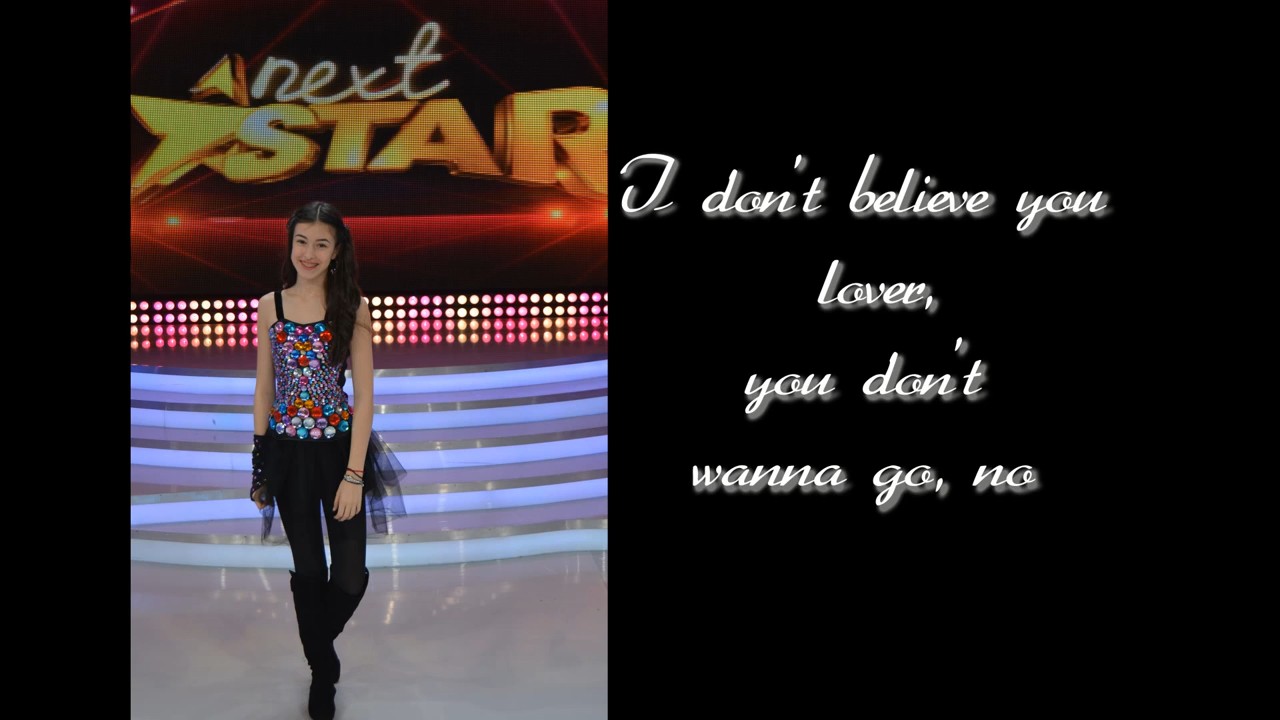 next
STAR
I don't believe you
lover,
you don't
wanna go, no